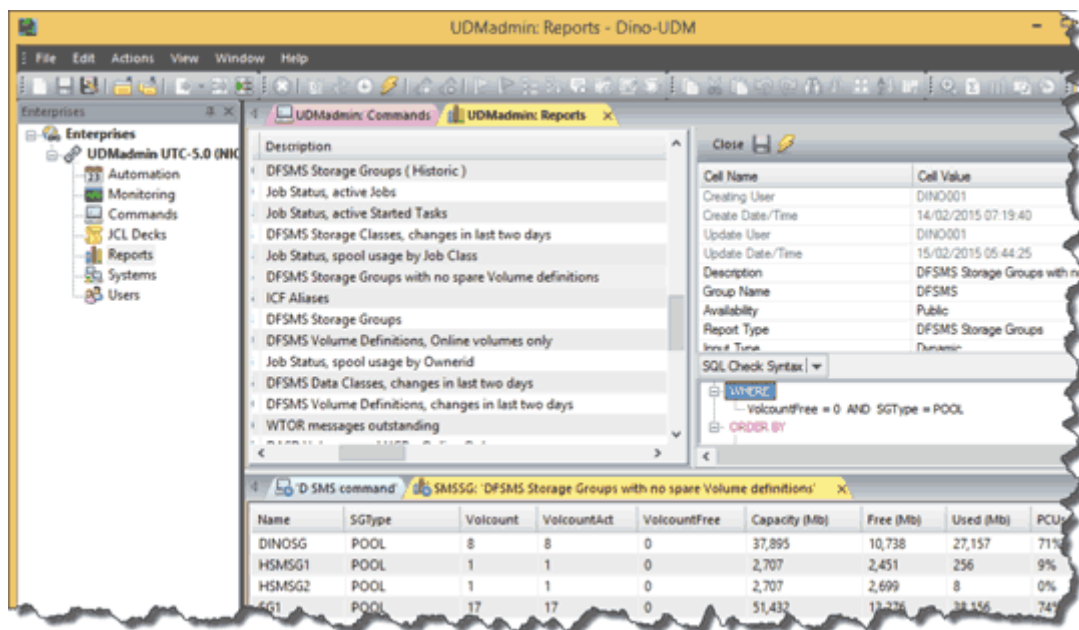 UDMadmin: Reports - Dino-UDM
File Edit Actions View Window Help
Enterprises
Enterprises
UDMadmin UTC-5.0 (NIC
Automation
Monitoring
Commands
JCL Decks
Reports
Systems
Users
UDMadmin: Commands UDMadmin: Reports
Description
DFSMS Storage Groups ( Historic )
Job Status, active Jobs
Job Status, active Started Tasks
DFSMS Storage Classes, changes in last two days
Job Status, spool usage by Job Class
DFSMS Storage Groups with no spare Volume definitions
ICF Aliases
DFSMS Storage Groups
DFSMS Volume Definitions, Online volumes only
Job Status, spool usage by Ownerid
DFSMS Data Classes, changes in last two days
DFSMS Volume Definitions, changes in last two days
WTOR messages outstanding
Close
Cell Name Cell Value
Creating User DINO001
Create Date/Time 14/02/2015 07:19:40
Update User DINO001
Update Date/Time 15/02/2015 05:44:25
Description DFSMS Storage Groups with n
Group Name DFSMS
Availability Public
Report Type DFSMS Storage Groups
Input Type Dynamic
SQL Check Syntax
WHERE
VolcountFree = 0 AND SGType = POOL
ORDER BY
'D SMS command' SMSSG: 'DFSMS Storage Groups with no spare Volume definitions'
Name SGType Volcount VolcountAct VolcountFree Capacity (Mb) Free (Mb) Used (Mb) PCUs
DINOSG POOL 8 8 0 37,895 10,738 27,157 71%
HSMSG1 POOL 1 1 0 2,707 2,451 256 9%
HSMSG2 POOL 1 1 0 2,707 2,699 8 0%
SG1 POOL 17 17 0 51,432 13,276 38,156 74%